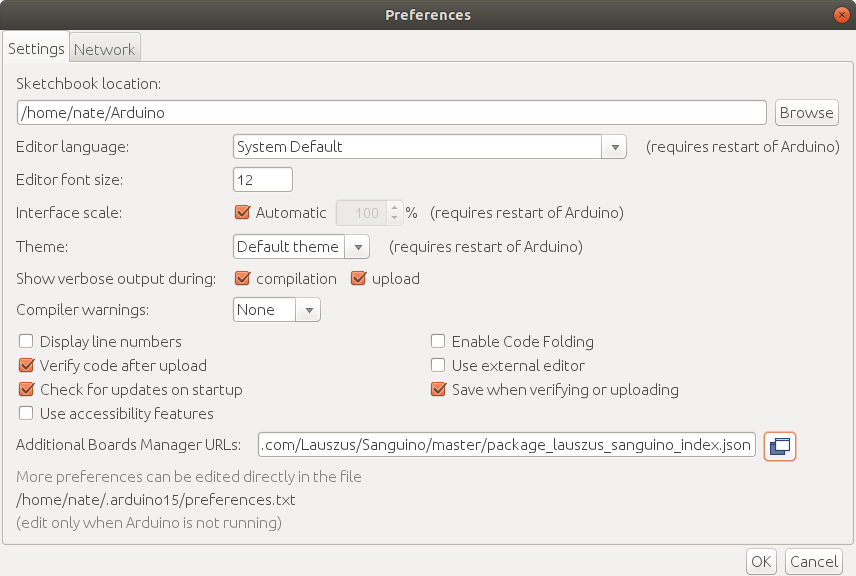 Preferences
Settings Network
Sketchbook location:
/home/nate/Arduino Browse
Editor language: System Default (requires restart of Arduino)
Editor font size: 12
Interface scale: Automatic 100 % (requires restart of Arduino)
Theme: Default theme (requires restart of Arduino)
Show verbose output during: compilation upload
Compiler warnings: None
Display line numbers Enable Code Folding
Verify code after upload Use external editor
Check for updates on startup Save when verifying or uploading
Use accessibility features
Additional Boards Manager URLs: .com/Lauszus/Sanguino/master/package_lauszus_sanguino_index.json
More preferences can be edited directly in the file
/home/nate/.arduino15/preferences.txt
(edit only when Arduino is not running)
OK Cancel